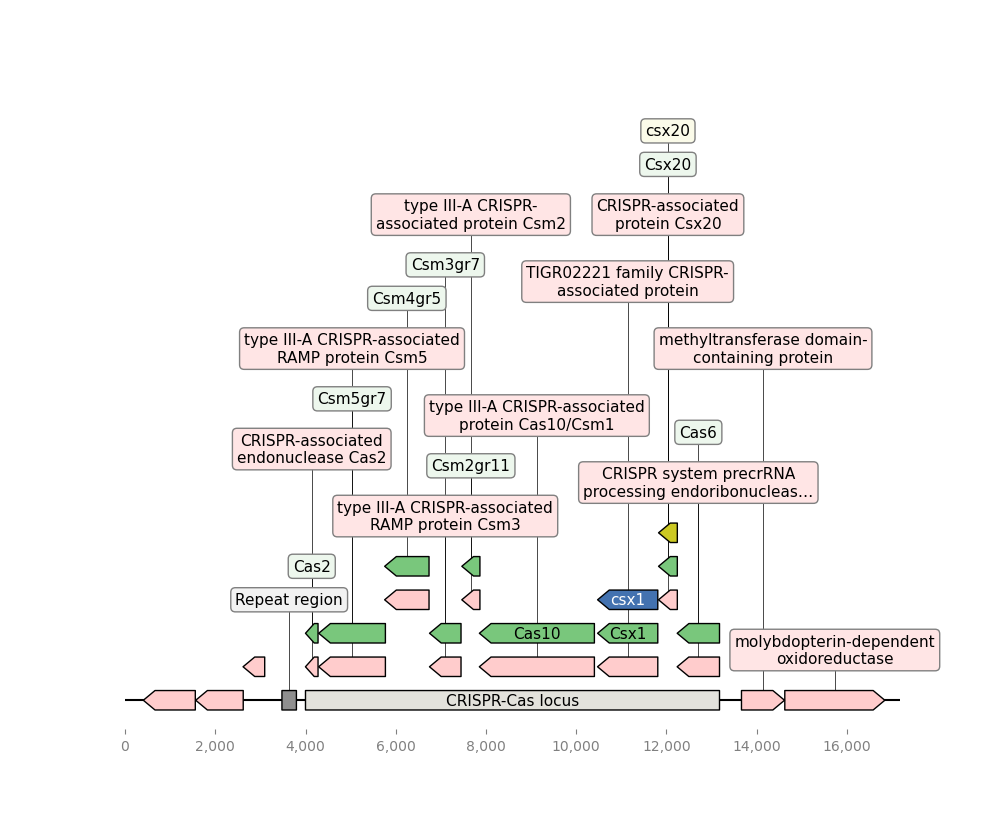 csx20
Csx20
type III-A CRISPR-
associated protein Csm2
CRISPR-associated
protein Csx20
Csm3gr7
TIGR02221 family CRISPR-
associated protein
Csm4gr5
type III-A CRISPR-associated
RAMP protein Csm5
methyltransferase domain-
containing protein
Csm5gr7
type III-A CRISPR-associated
protein Cas10/Csm1
CRISPR-associated
endonuclease Cas2
Cas6
Csm2gr11
CRISPR system precrRNA
processing endoribonucleas...
type III-A CRISPR-associated
RAMP protein Csm3
Cas2
Repeat region
csx1
Cas10
Csx1
molybdopterin-dependent
oxidoreductase
CRISPR-Cas locus
0 2,000 4,000 6,000 8,000 10,000 12,000 14,000 16,000